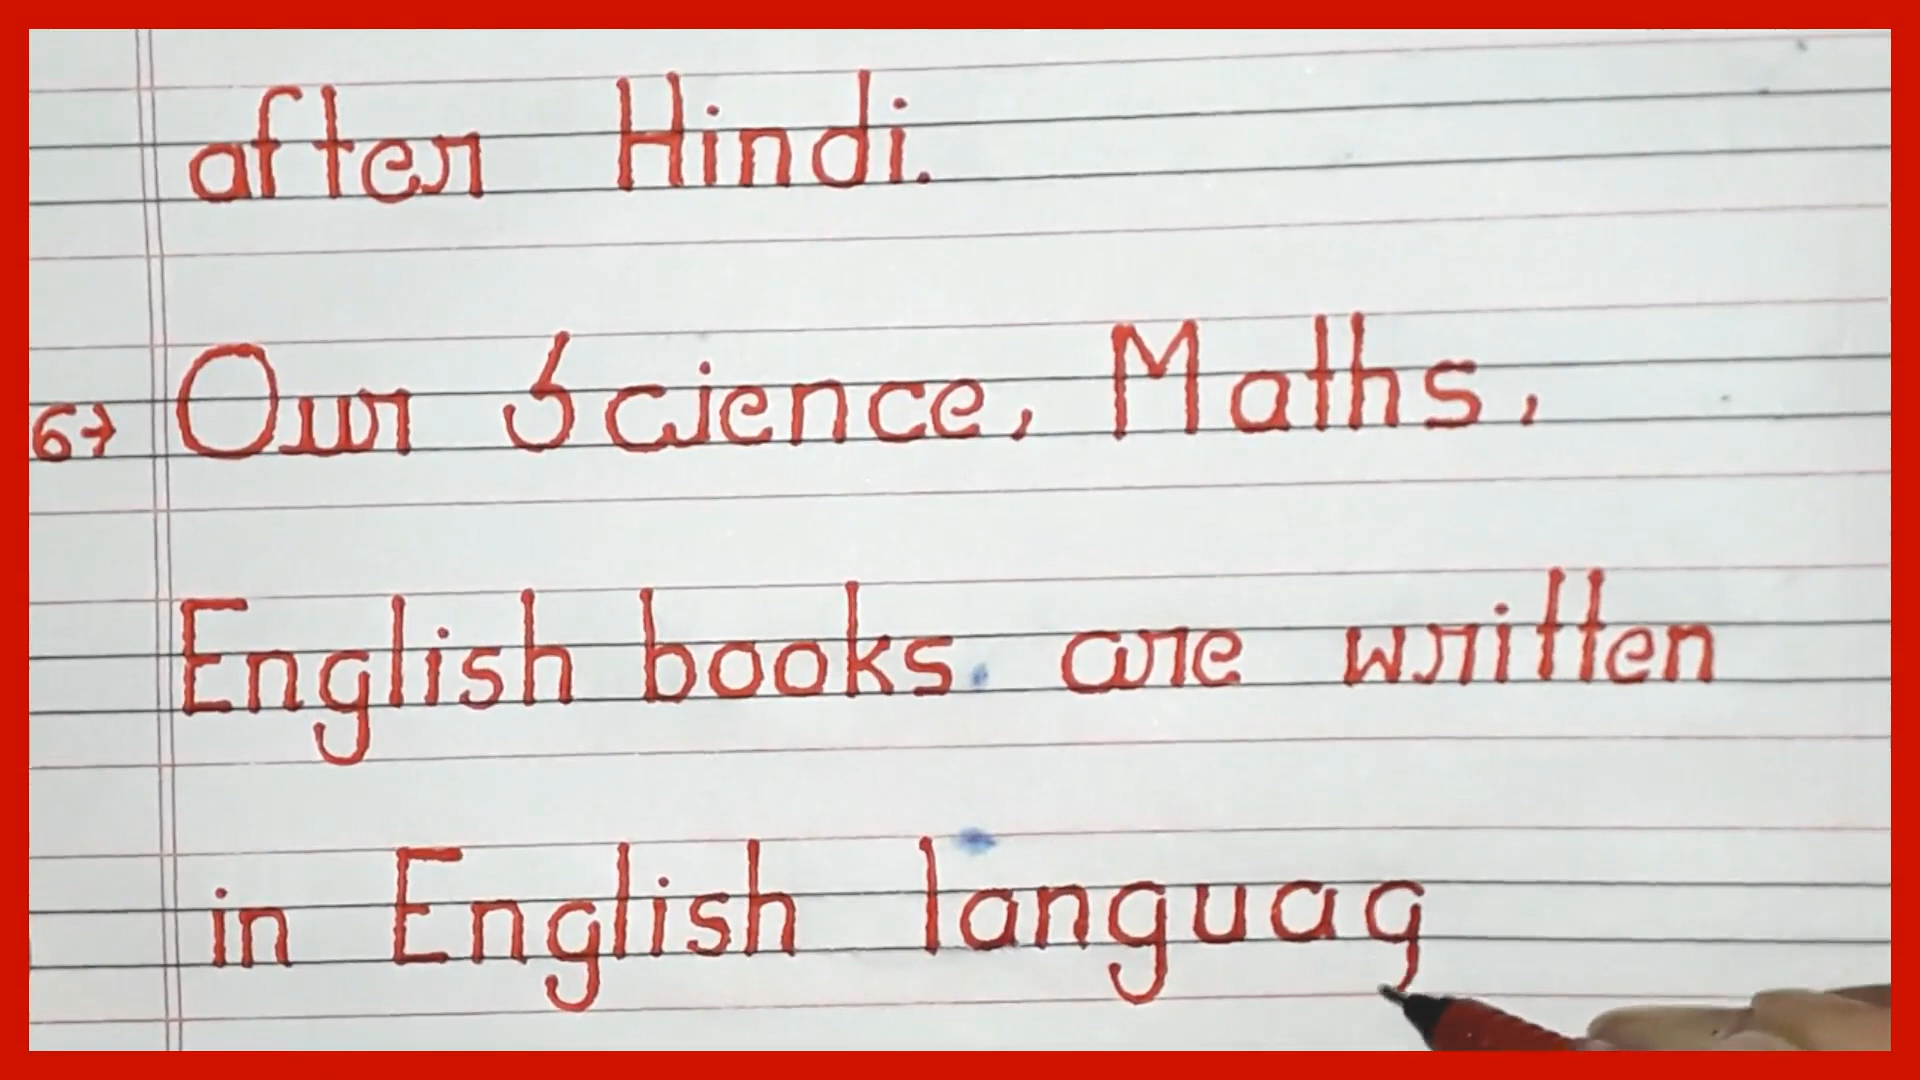 after Hindi.
6→ Our Science, Maths,
English books are written
in English languag